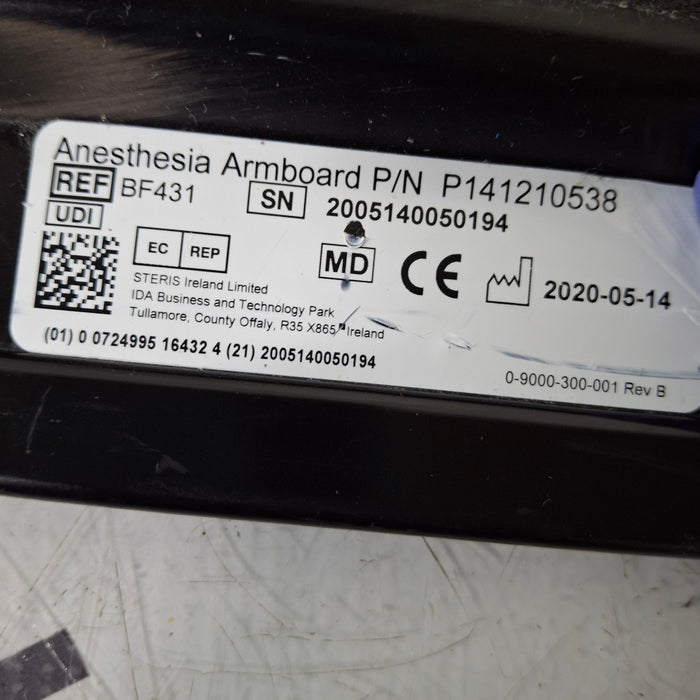 Anesthesia Armboard P/N P141210538
REF BF431 SN 2005140050194
UDI
EC REP MD CE 2020-05-14
STERIS Ireland Limited
IDA Business and Technology Park
Tullamore, County Offaly, R35 X865 Ireland
(01) 0 0724995 16432 4 (21) 2005140050194
0-9000-300-001 Rev B